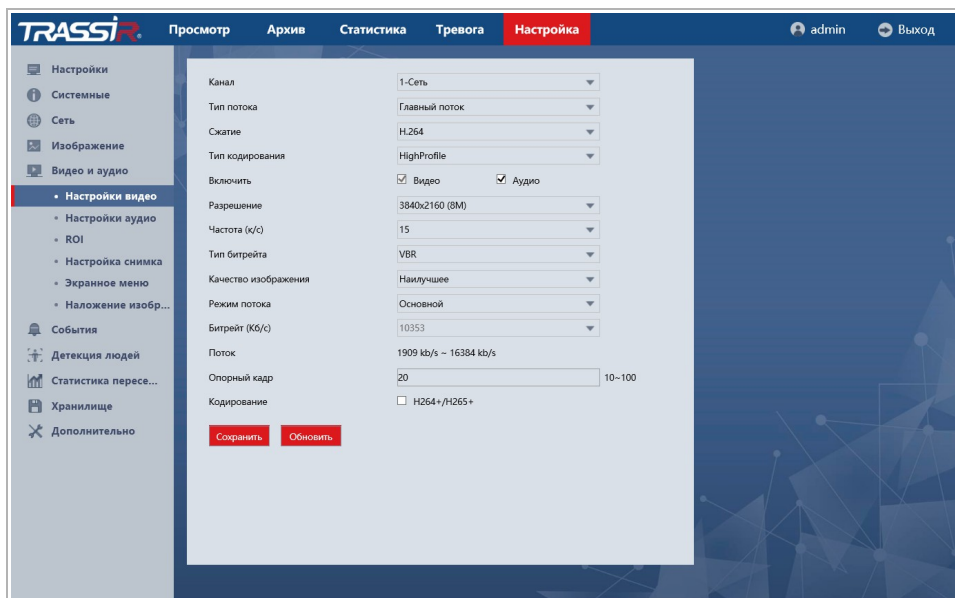 TRASSIR Просмотр Архив Статистика Тревога Настройка admin Выход
Настройки
Системные
Сеть
Изображение
Видео и аудио
• Настройки видео
• Настройки аудио
• ROI
• Настройка снимка
• Экранное меню
• Наложение изобр...
События
Детекция людей
Статистика пересе...
Хранилище
Дополнительно
Канал 1-Сеть
Тип потока Главный поток
Сжатие H.264
Тип кодирования HighProfile
Включить Видео Аудио
Разрешение 3840x2160 (8M)
Частота (к/с) 15
Тип битрейта VBR
Качество изображения Наилучшее
Режим потока Основной
Битрейт (Кб/с) 10353
Поток 1909 kb/s ~ 16384 kb/s
Опорный кадр 20 10~100
Кодирование H264+/H265+
Сохранить Обновить